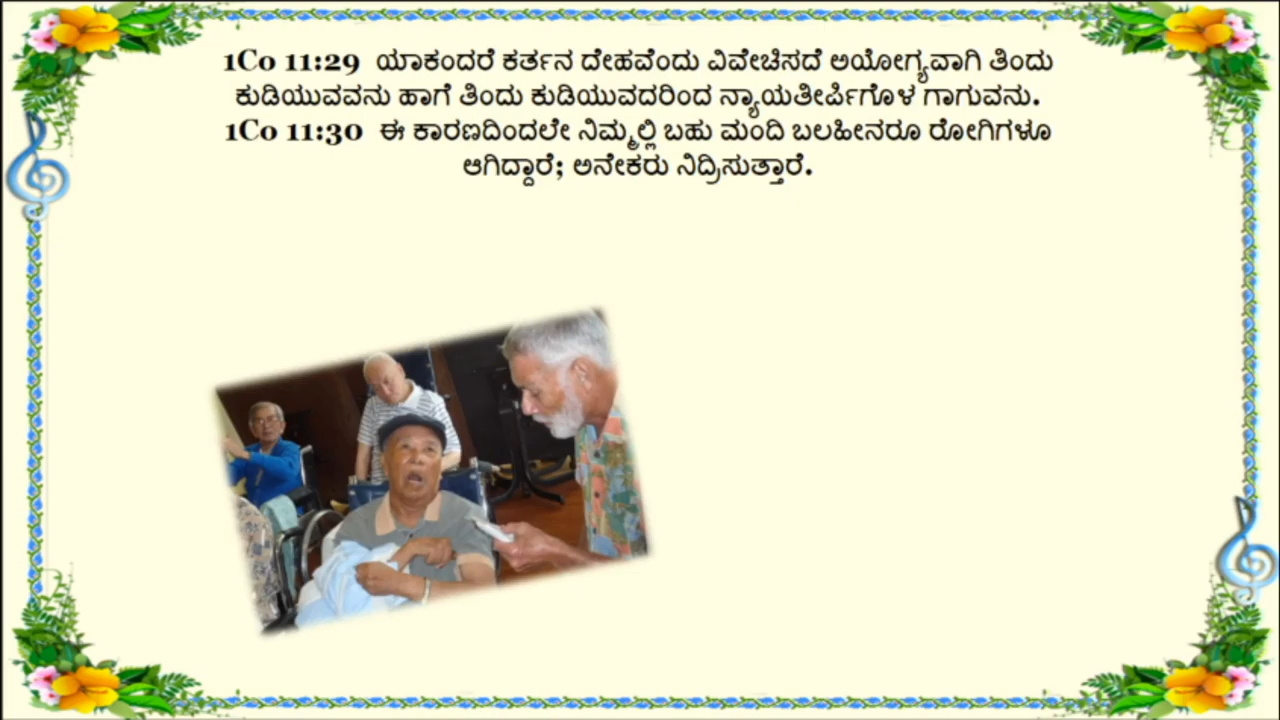 1Co 11:29 ಯಾಕಂದರೆ ಕರ್ತನ ದೇಹವೆಂದು ವಿವೇಚಿಸದೆ ಅಯೋಗ್ಯವಾಗಿ ತಿಂದು
ಕುಡಿಯುವವನು ಹಾಗೆ ತಿಂದು ಕುಡಿಯುವದರಿಂದ ನ್ಯಾಯತೀರ್ಪಿಗೊಳ ಗಾಗುವನು.
1Co 11:30 ಈ ಕಾರಣದಿಂದಲೇ ನಿಮ್ಮಲ್ಲಿ ಬಹು ಮಂದಿ ಬಲಹೀನರೂ ರೋಗಿಗಳೂ
ಆಗಿದ್ದಾರೆ; ಅನೇಕರು ನಿದ್ರಿಸುತ್ತಾರೆ.